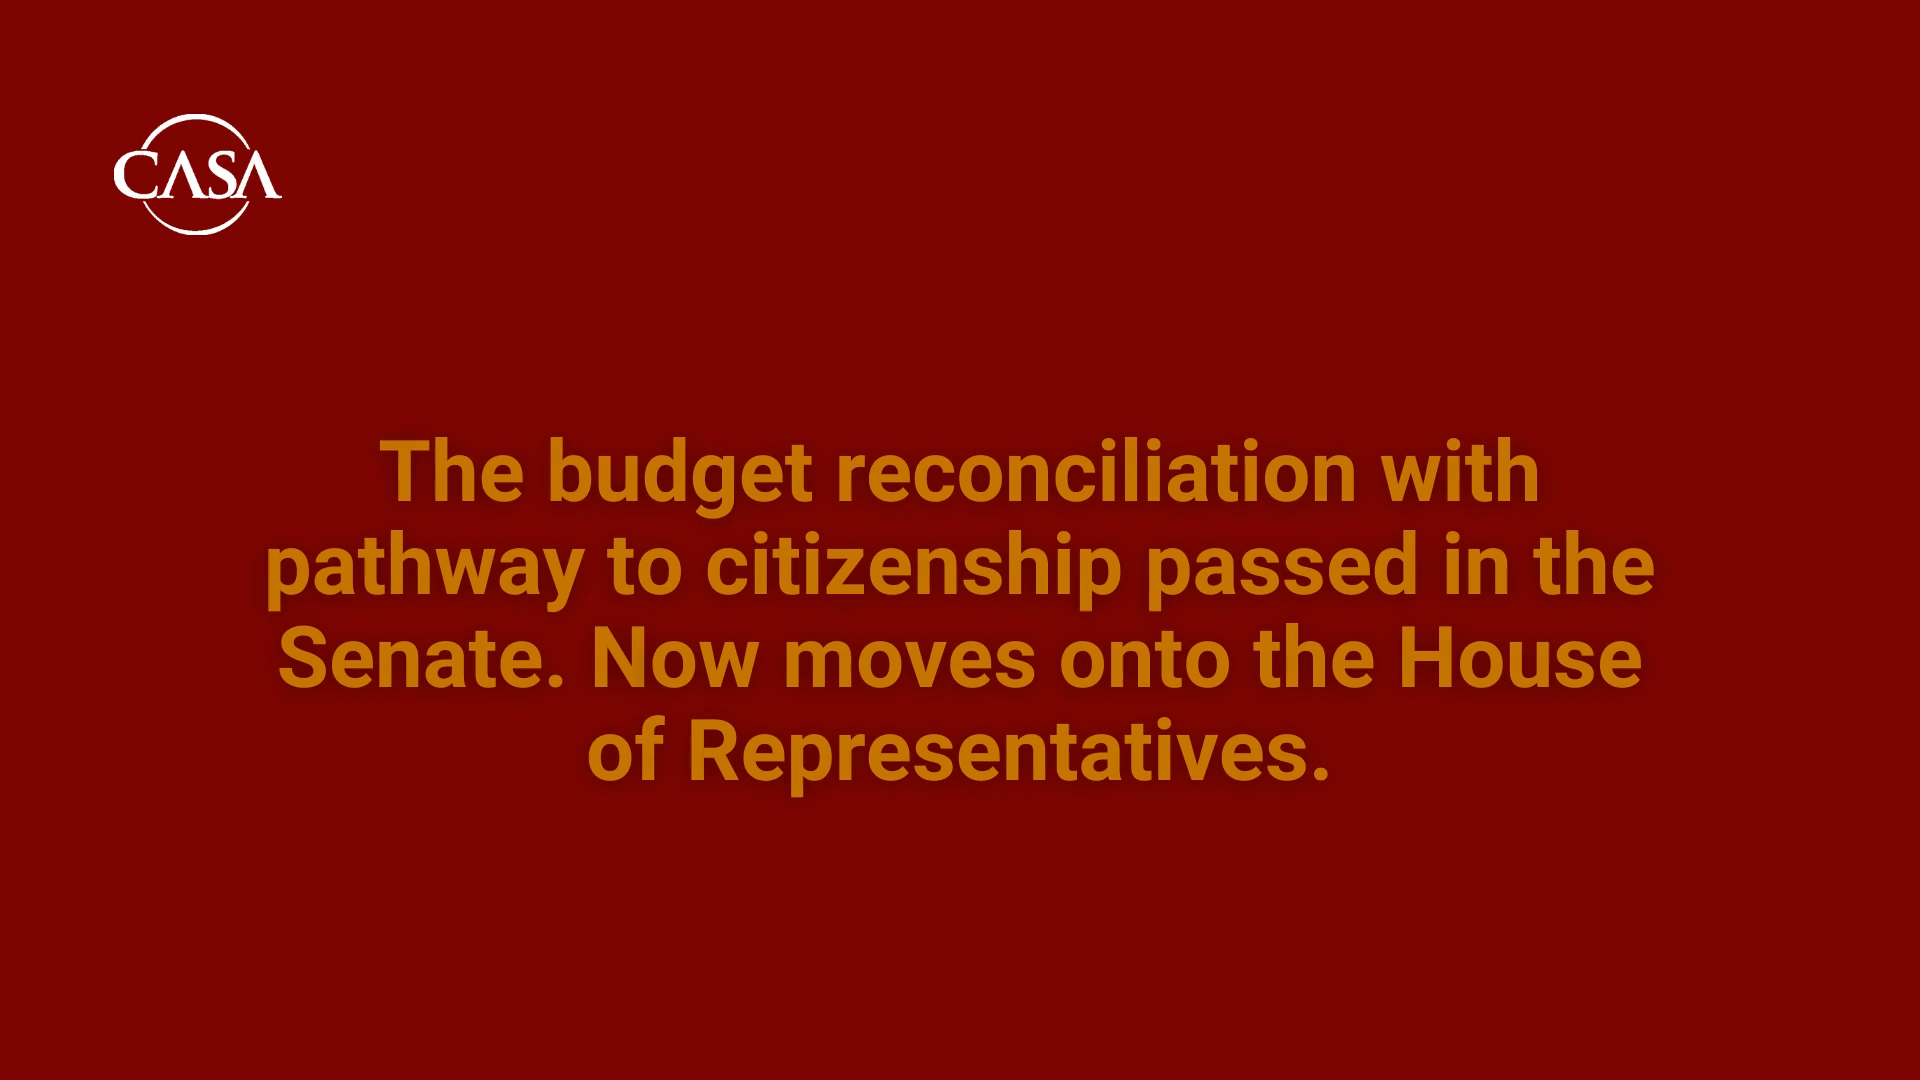 CASA
The budget reconciliation with
pathway to citizenship passed in the
Senate. Now moves onto the House
of Representatives.